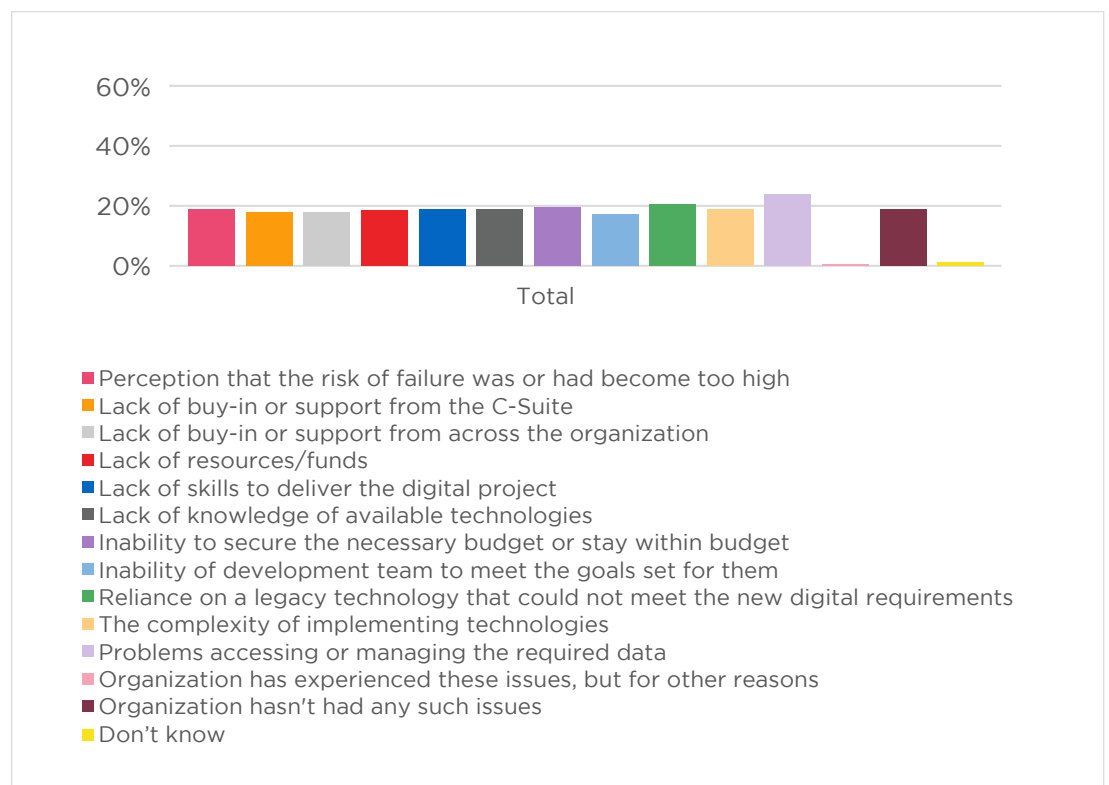 60%
40%
20%
0%
Total
Perception that the risk of failure was or had become too high
Lack of buy-in or support from the C-Suite
Lack of buy-in or support from across the organization
Lack of resources/funds
Lack of skills to deliver the digital project
Lack of knowledge of available technologies
Inability to secure the necessary budget or stay within budget
Inability of development team to meet the goals set for them
Reliance on a legacy technology that could not meet the new digital requirements
The complexity of implementing technologies
Problems accessing or managing the required data
Organization has experienced these issues, but for other reasons
Organization hasn't had any such issues
Don’t know